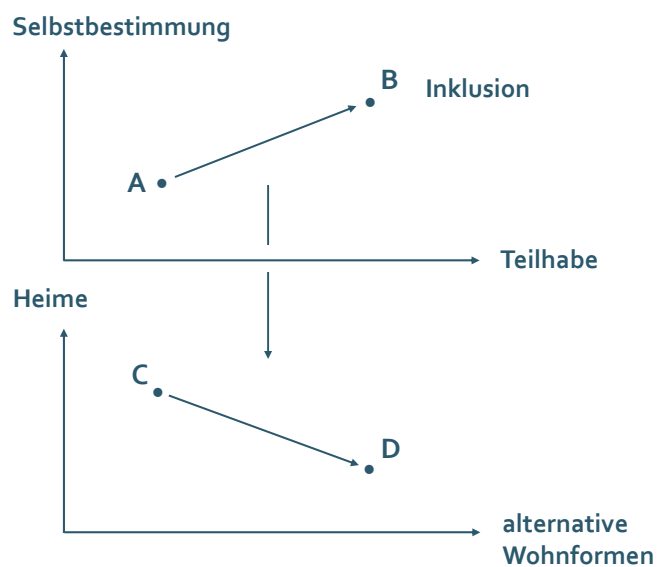 Selbstbestimmung
B
Inklusion
A
Teilhabe
Heime
C
D
alternative
Wohnformen